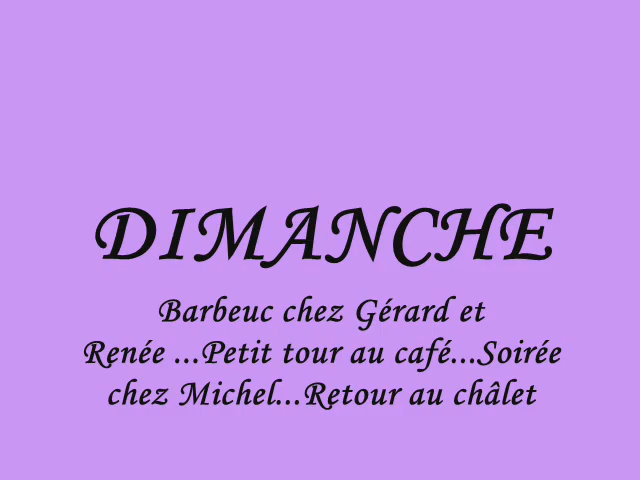 DIMANCHE
Barbeuc chez Gérard et
Renée ...Petit tour au café...Soirée
chez Michel...Retour au châlet